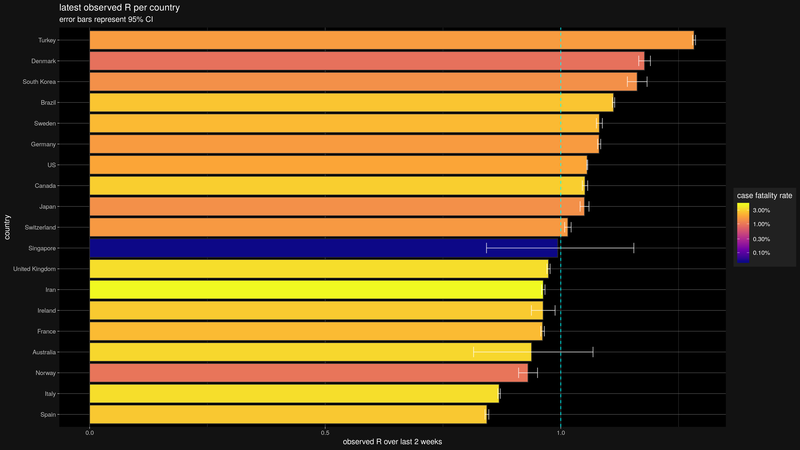 latest observed R per country
error bars represent 95% CI
country
Turkey
Denmark
South Korea
Brazil
Sweden
Germany
US
Canada
Japan
Switzerland
Singapore
United Kingdom
Iran
Ireland
France
Australia
Norway
Italy
Spain
0.0 0.5 1.0
observed R over last 2 weeks
case fatality rate
3.00%
1.00%
0.30%
0.10%